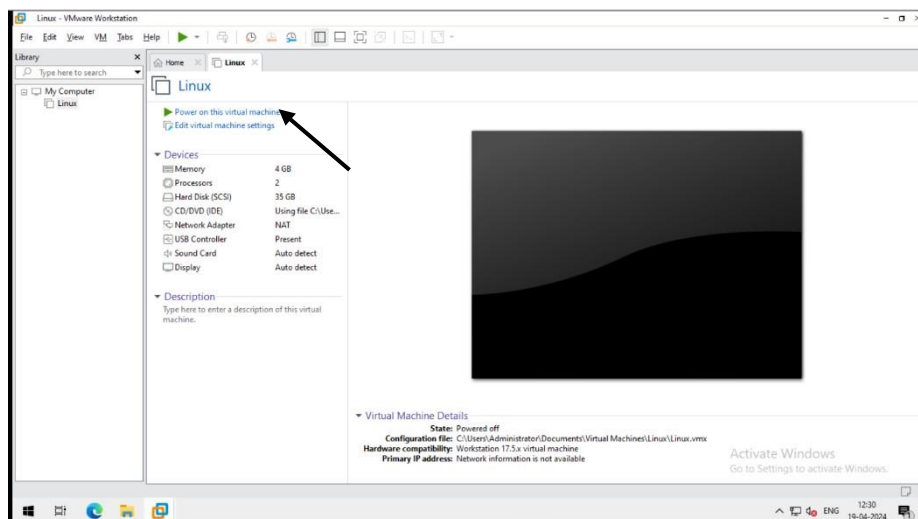 Linux - VMware Workstation
File Edit View VM Tabs Help
Library
Type here to search
My Computer
Linux
Home
Linux
Linux
Power on this virtual machine
Edit virtual machine settings
Devices
Memory 4 GB
Processors 2
Hard Disk (SCSI) 35 GB
CD/DVD (IDE) Using file C:\Use...
Network Adapter NAT
USB Controller Present
Sound Card Auto detect
Display Auto detect
Description
Type here to enter a description of this virtual
machine.
Virtual Machine Details
State: Powered off
Configuration file: C:\Users\Administrator\Documents\Virtual Machines\Linux\Linux.vmx
Hardware compatibility: Workstation 17.5.x virtual machine
Primary IP address: Network information is not available
Activate Windows
Go to Settings to activate Windows.
ENG
12:30
19-04-2024